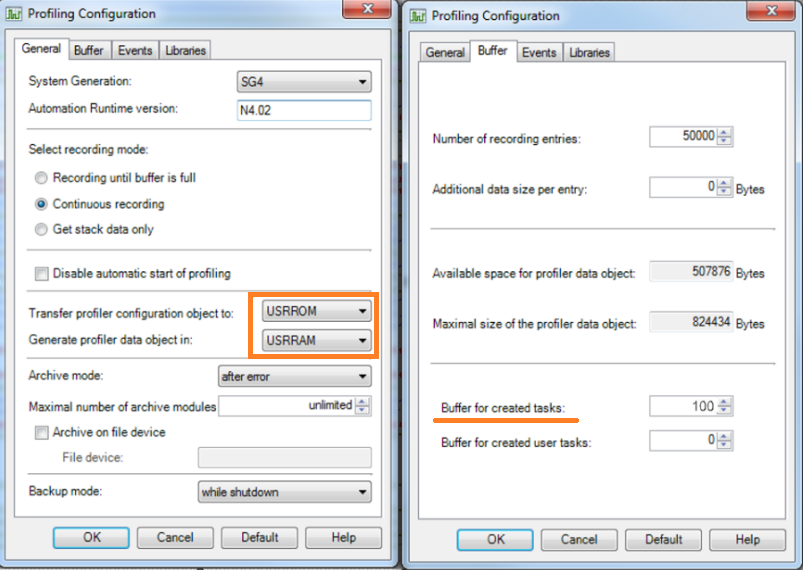 Profiling Configuration
General Buffer Events Libraries
System Generation: SG4
Automation Runtime version: N4.02
Select recording mode:
Recording until buffer is full
Continuous recording
Get stack data only
Disable automatic start of profiling
Transfer profiler configuration object to: USRROM
Generate profiler data object in: USRRAM
Archive mode: after error
Maximal number of archive modules unlimited
Archive on file device
File device:
Backup mode: while shutdown
OK Cancel Default Help
Profiling Configuration
General Buffer Events Libraries
Number of recording entries: 50000
Additional data size per entry: 0 Bytes
Available space for profiler data object: 507876 Bytes
Maximal size of the profiler data object: 824434 Bytes
Buffer for created tasks: 100
Buffer for created user tasks: 0
OK Cancel Default Help